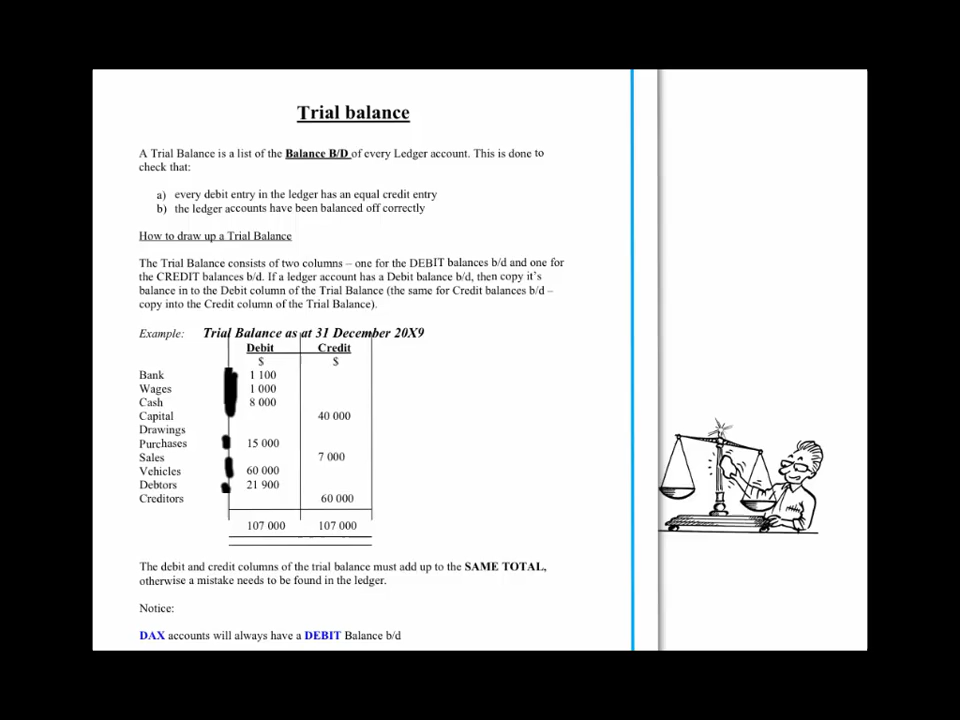 Trial balance
A Trial Balance is a list of the Balance B/D of every Ledger account. This is done to
check that:
a) every debit entry in the ledger has an equal credit entry
b) the ledger accounts have been balanced off correctly
How to draw up a Trial Balance
The Trial Balance consists of two columns – one for the DEBIT balances b/d and one for
the CREDIT balances b/d. If a ledger account has a Debit balance b/d, then copy it's
balance in to the Debit column of the Trial Balance (the same for Credit balances b/d –
copy into the Credit column of the Trial Balance).
Example: Trial Balance as at 31 December 20X9
Debit Credit
$ $
Bank 1 100
Wages 1 000
Cash 8 000
Capital 40 000
Drawings
Purchases 15 000
Sales 7 000
Vehicles 60 000
Debtors 21 900
Creditors 60 000
107 000 107 000
The debit and credit columns of the trial balance must add up to the SAME TOTAL,
otherwise a mistake needs to be found in the ledger.
Notice:
DAX accounts will always have a DEBIT Balance b/d